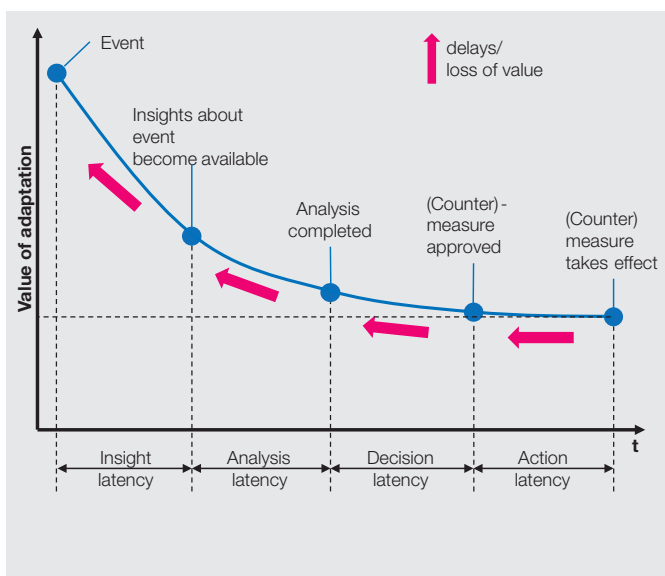 Event
delays/
loss of value
Insights about
event
become available
Analysis
completed
(Counter) -
measure
approved
(Counter)
measure
takes effect
Value of adaptation
t
Insight
latency
Analysis
latency
Decision
latency
Action
latency